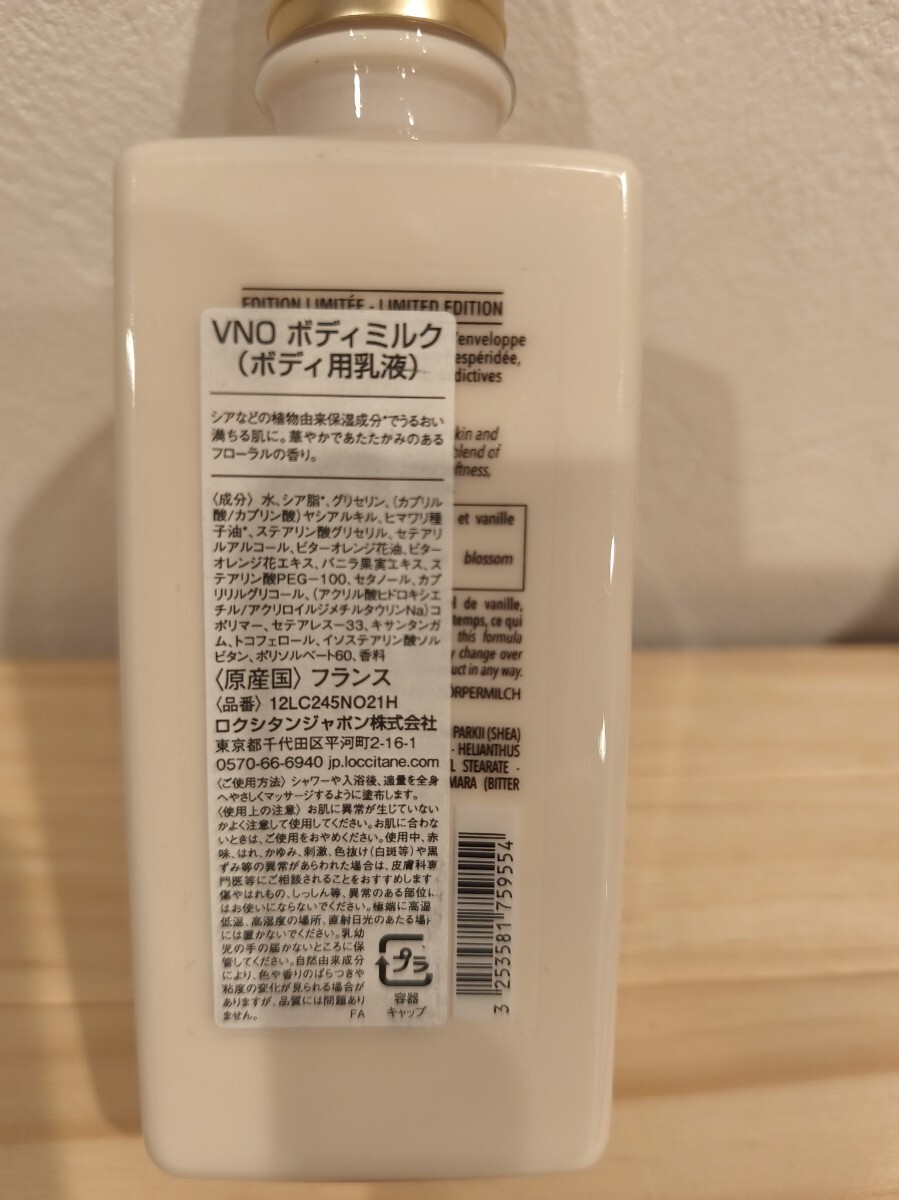 EDITION LIMITÉE - LIMITED EDITION
VNO ボディミルク
(ボディ用乳液)
シアなどの植物由来保湿成分*でうるおい
満ちる肌に。華やかであたたかみのある
フローラルの香り。
〈成分〉水、シア脂*、グリセリン、(カプリル
酸/カプリン酸)ヤシアルキル、ヒマワリ種
子油*、ステアリン酸グリセリル、セテアリ
ルアルコール、ビターオレンジ花油、ビター
オレンジ花エキス、バニラ果実エキス、ス
テアリン酸PEG-100、セタノール、カプ
リリルグリコール、(アクリル酸ヒドロキシエ
チル/アクリロイルジメチルタウリンNa)コ
ポリマー、セテアレス-33、キサンタンガ
ム、トコフェロール、イソステアリン酸ソル
ビタン、ポリソルベート60、香料
〈原産国〉フランス
〈品番〉12LC245NO21H
ロクシタンジャポン株式会社
東京都千代田区平河町2-16-1
0570-66-6940 jp.loccitane.com
〈ご使用方法〉シャワーや入浴後、適量を全身
へやさしくマッサージするように塗布します。
〈使用上の注意〉お肌に異常が生じていない
かよく注意して使用してください。お肌に合わな
いときは、ご使用をおやめください。使用中、赤
味、はれ、かゆみ、刺激、色抜け(白斑等)や黒
ずみ等の異常があらわれた場合は、皮膚科専
門医等にご相談されることをおすすめします
傷やはれもの、しっしん等、異常のある部位に
はお使いにならないでください。極端に高温
低温、高湿度の場所、直射日光のあたる場所
には置かないでください。乳幼
児の手の届かないところに保
管してください。自然由来成分
により、色や香りのばらつきや
粘度の変化が見られる場合が
ありますが、品質には問題あり
ません。 FA
プラ
容器
キャップ
'enveloppe
espéridée,
dictives
kin and
blend of
ftness,
et vanille
blossom
de vanille,
temps, ce qui
this formula
change over
uct in any way.
ÖRPERMILCH
PARKII (SHEA)
- HELIANTHUS
L STEARATE -
MARA (BITTER
3 253581 759554